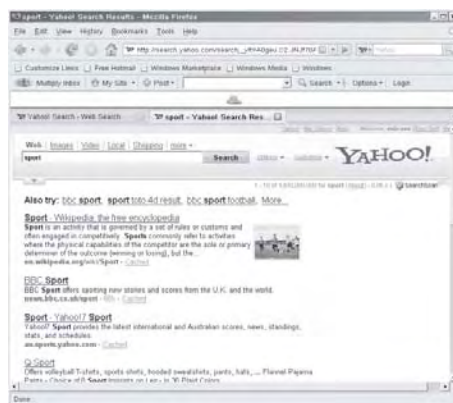 sport - Yahoo! Search Results - Mozilla Firefox
File Edit View History Bookmarks Tools Help
Customize Links Free Hotmail Windows Marketplace Windows Media Windows
Multiply Inbox My Site Post Search Options Login
Yahoo! Search - Web Search sport - Yahoo! Search Res...
Web Images Video Local Shipping more
sport Search YAHOO!
Also try: bbc sport, sport toto 4d result, bbc sport football, More...
Sport - Wikipedia, the free encyclopedia
Sport is an activity that is governed by a set of rules or customs and
often engaged in competitively. Sports commonly refer to activities
where the physical capabilities of the competitor are the sole or primary
determiner of the outcome (winning or losing), but the ...
en.wikipedia.org/wiki/Sport - Cached
BBC Sport
BBC Sport offers sporting new stories and scores from the U.K. and the world.
news.bbc.co.uk/sport - Cached
Sport - Yahoo!7 Sport
Yahoo!7 Sport provides the latest international and Australian scores, news, standings,
stats, and schedules.
au.sports.yahoo.com - Cached
Q-Sport
Offers volleyball T-shirts, sports shirts, hooded sweatshirts, pants, hats, ... Flannel Pajama
Done